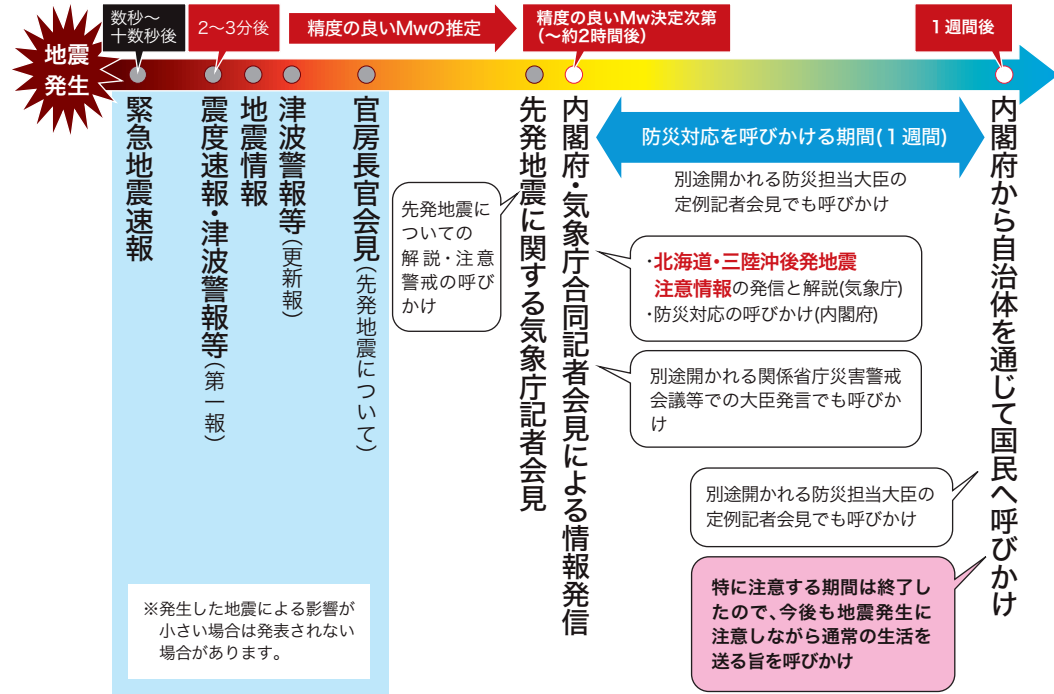 地震
発生
数秒～
十数秒後
2～3分後
精度の良いMwの推定
精度の良いMw決定次第
(～約2時間後)
1週間後
緊急地震速報
震度速報・津波警報等(第一報)
地震情報
津波警報等(更新報)
官房長官会見(先発地震について)
先発地震に関する気象庁記者会見
先発地震に
ついての
解説・注意
警戒の呼び
かけ
内閣府・気象庁合同記者会見による情報発信
防災対応を呼びかける期間(1週間)
別途開かれる防災担当大臣の
定例記者会見でも呼びかけ
・北海道・三陸沖後発地震
注意情報の発信と解説(気象庁)
・防災対応の呼びかけ(内閣府)
別途開かれる関係省庁災害警戒
会議等での大臣発言でも呼びか
け
内閣府から自治体を通じて国民へ呼びかけ
別途開かれる防災担当大臣の
定例記者会見でも呼びかけ
特に注意する期間は終了し
たので、今後も地震発生に
注意しながら通常の生活を
送る旨を呼びかけ
※発生した地震による影響が
小さい場合は発表されない
場合があります。